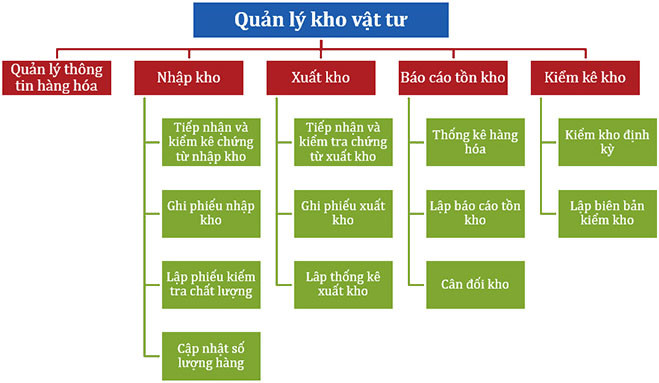 Quản lý kho vật tư
Quản lý thông
tin hàng hóa
Nhập kho
Xuất kho
Báo cáo tồn kho
Kiểm kê kho
Tiếp nhận và
kiểm kê chứng
từ nhập kho
Ghi phiếu nhập
kho
Lập phiếu kiểm
tra chất lượng
Cập nhật số
lượng hàng
Tiếp nhận và
kiểm tra chứng
từ xuất kho
Ghi phiếu xuất
kho
Lâp thống kê
xuất kho
Thống kê hàng
hóa
Lập báo cáo tồn
kho
Cân đối kho
Kiểm kho định
kỳ
Lập biên bản
kiểm kho